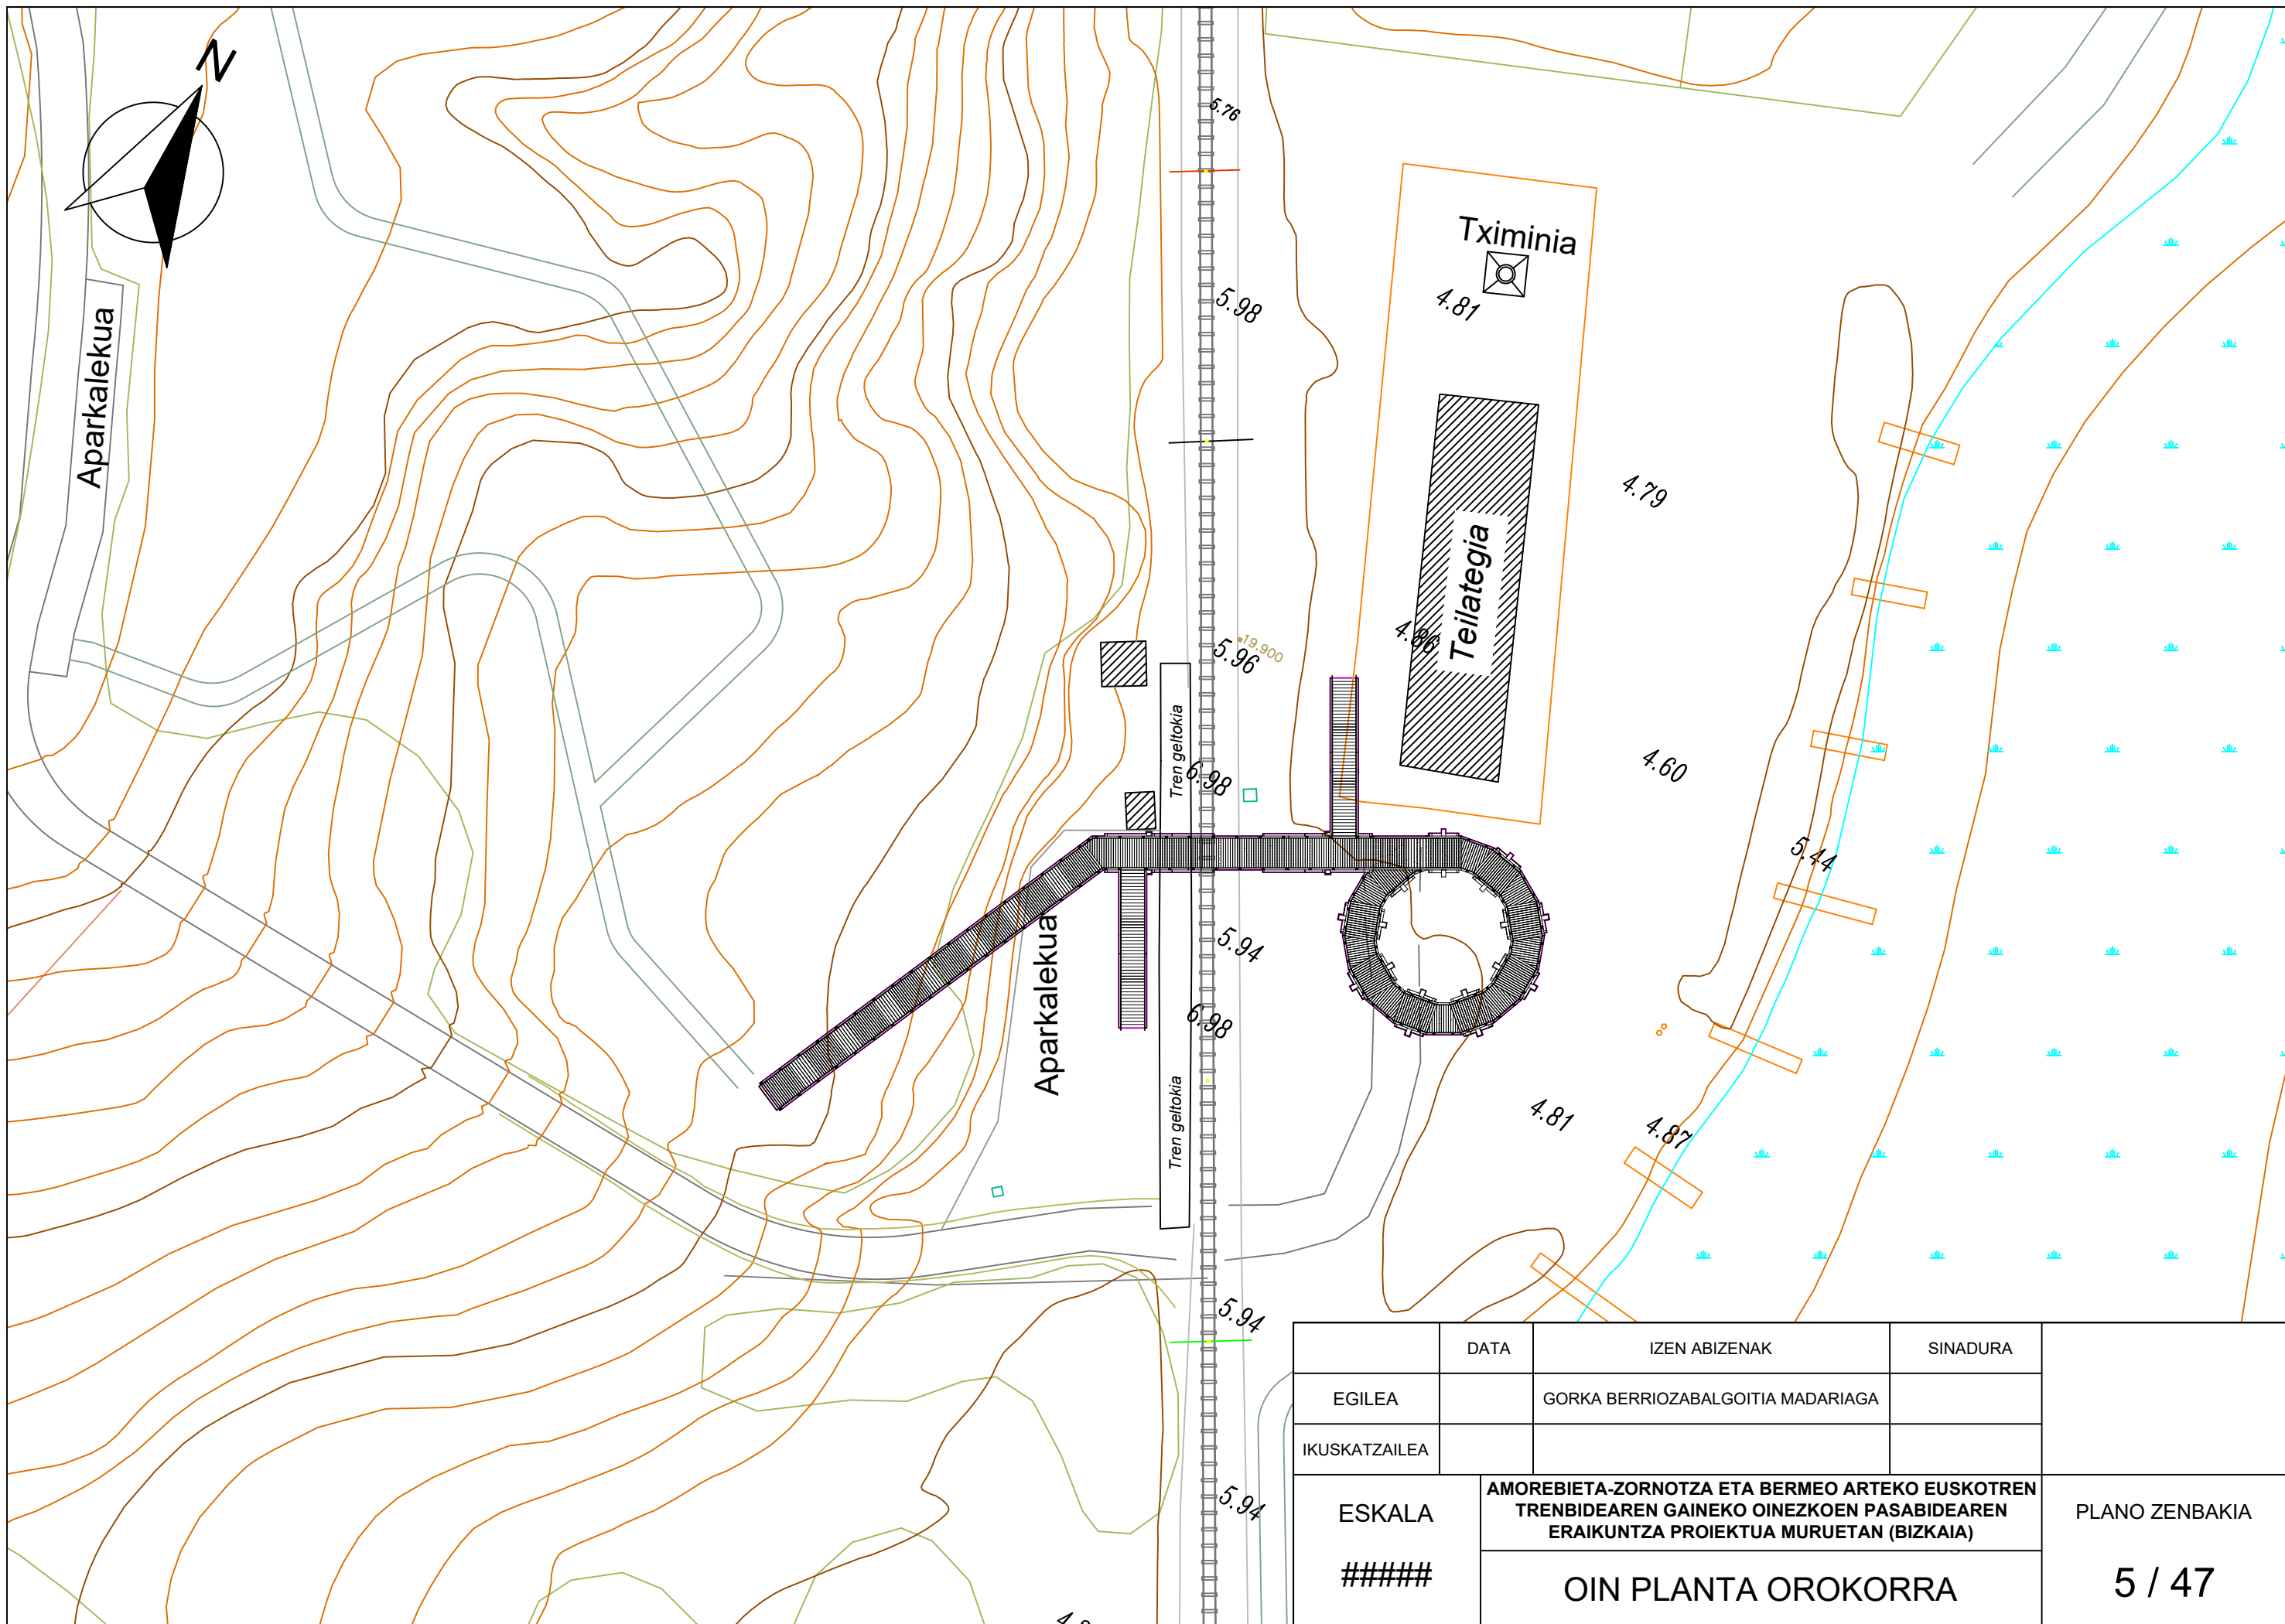 N
5.76
Tximinia
4.81
5.98
Aparkalekua
4.79
Teilategia
4.86
19.900
5.96
Tren geltokia
6.98
4.60
5.44
Aparkalekua
5.94
6.98
Tren geltokia
4.81
4.87
5.94
5.94
DATA
IZEN ABIZENAK
SINADURA
EGILEA
GORKA BERRIOZABALGOITIA MADARIAGA
IKUSKATZAILEA
ESKALA
#####
AMOREBIETA-ZORNOTZA ETA BERMEO ARTEKO EUSKOTREN
TRENBIDEAREN GAINEKO OINEZKOEN PASABIDEAREN
ERAIKUNTZA PROIEKTUA MURUETAN (BIZKAIA)
OIN PLANTA OROKORRA
PLANO ZENBAKIA
5 / 47